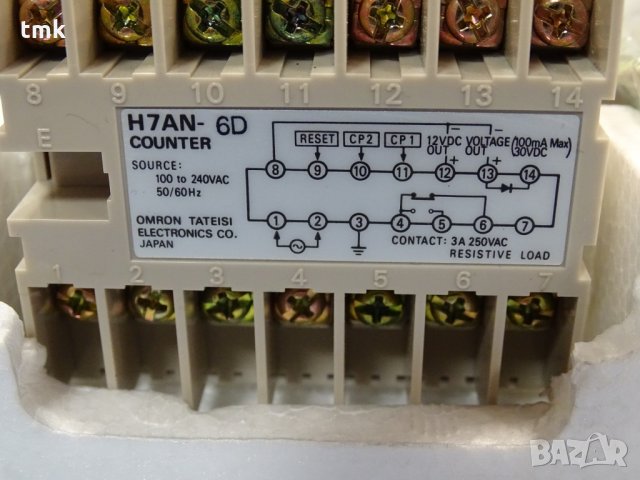 tmk
8 9 10 11 12 13 14
E
H7AN- 6D
COUNTER
SOURCE:
100 to 240VAC
50/60Hz
OMRON TATEISI
ELECTRONICS CO.
JAPAN
RESET CP2 CP1 12VDC VOLTAGE (100mA Max)
OUT OUT 30VDC
− −
+ +
8 9 10 11 12 13 14
1 2 3 4 5 6 7
CONTACT: 3A 250VAC
RESISTIVE LOAD
1 2 3 4 5 6 7
BAZAR